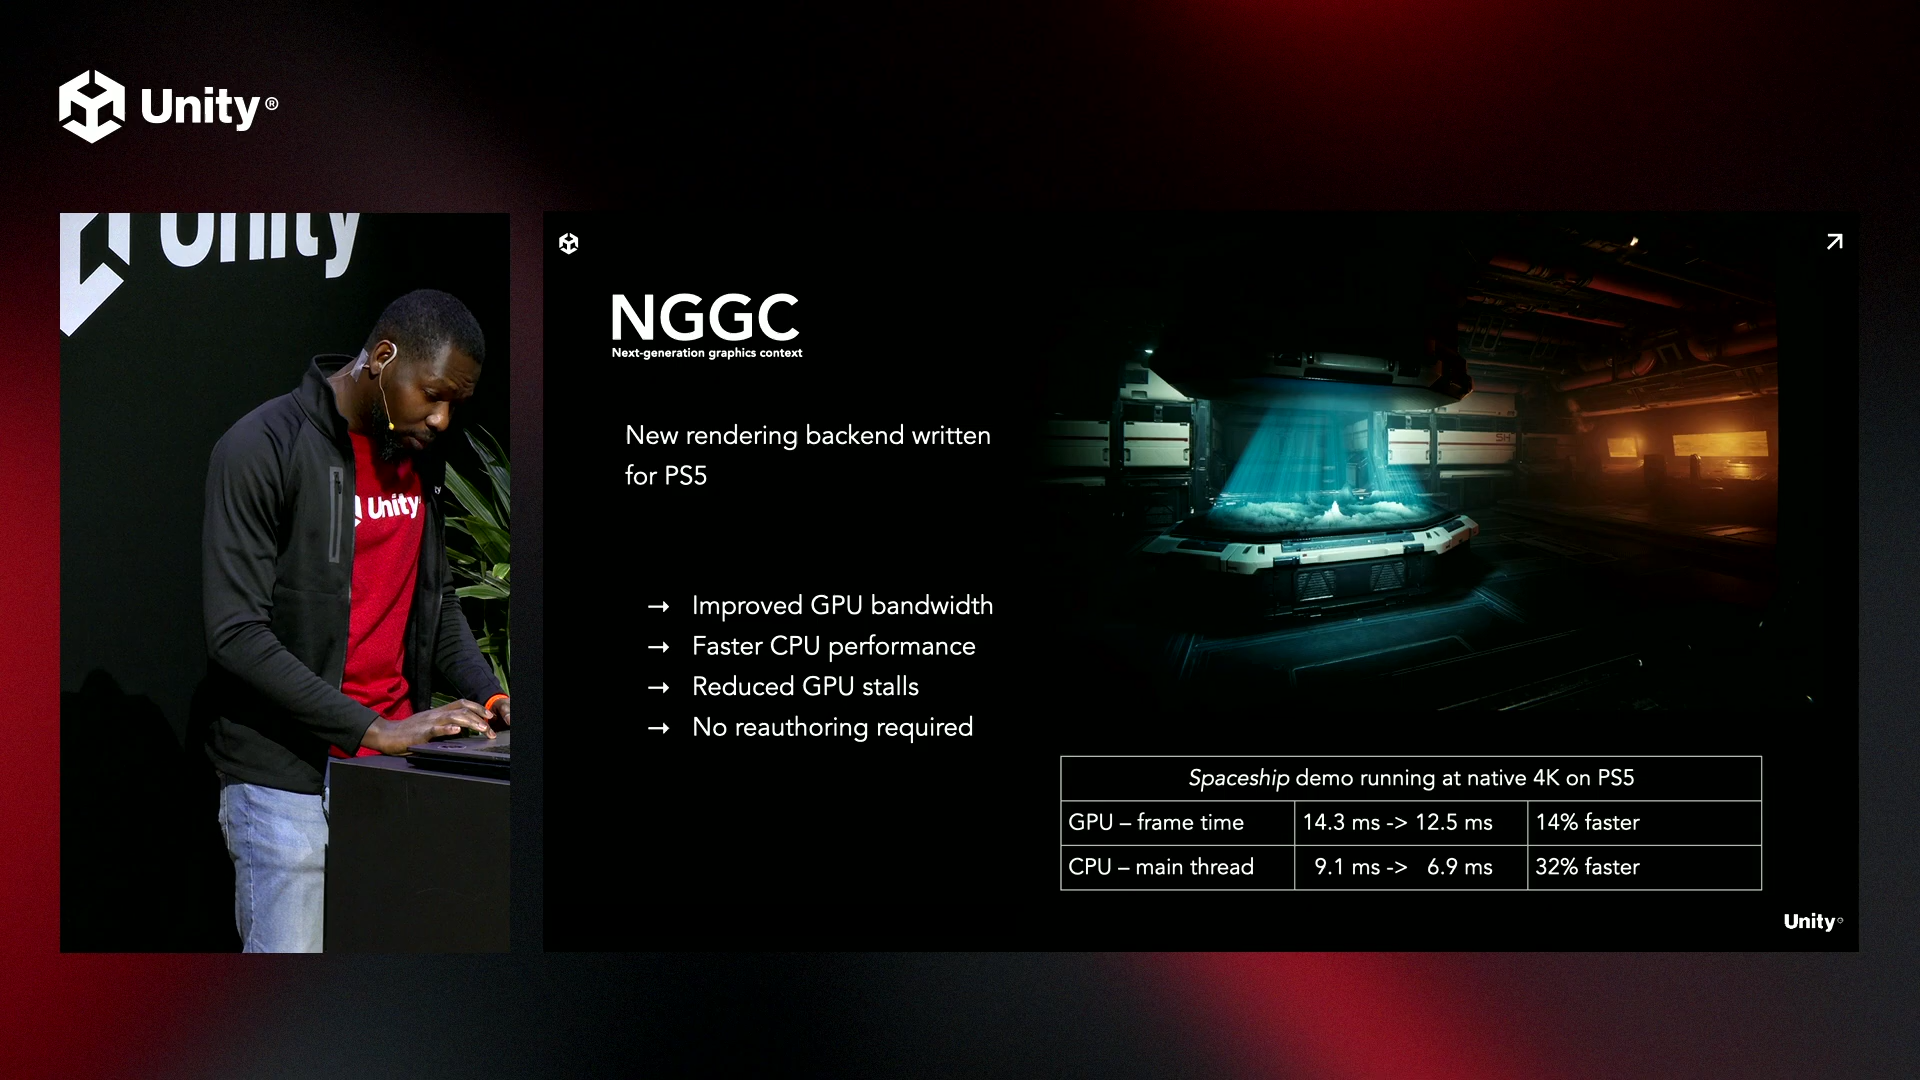 Unity®
Unity
Unity
NGGC
Next-generation graphics context
New rendering backend written
for PS5
→ Improved GPU bandwidth
→ Faster CPU performance
→ Reduced GPU stalls
→ No reauthoring required
Spaceship demo running at native 4K on PS5
GPU – frame time 14.3 ms -> 12.5 ms 14% faster
CPU – main thread 9.1 ms -> 6.9 ms 32% faster
Unity